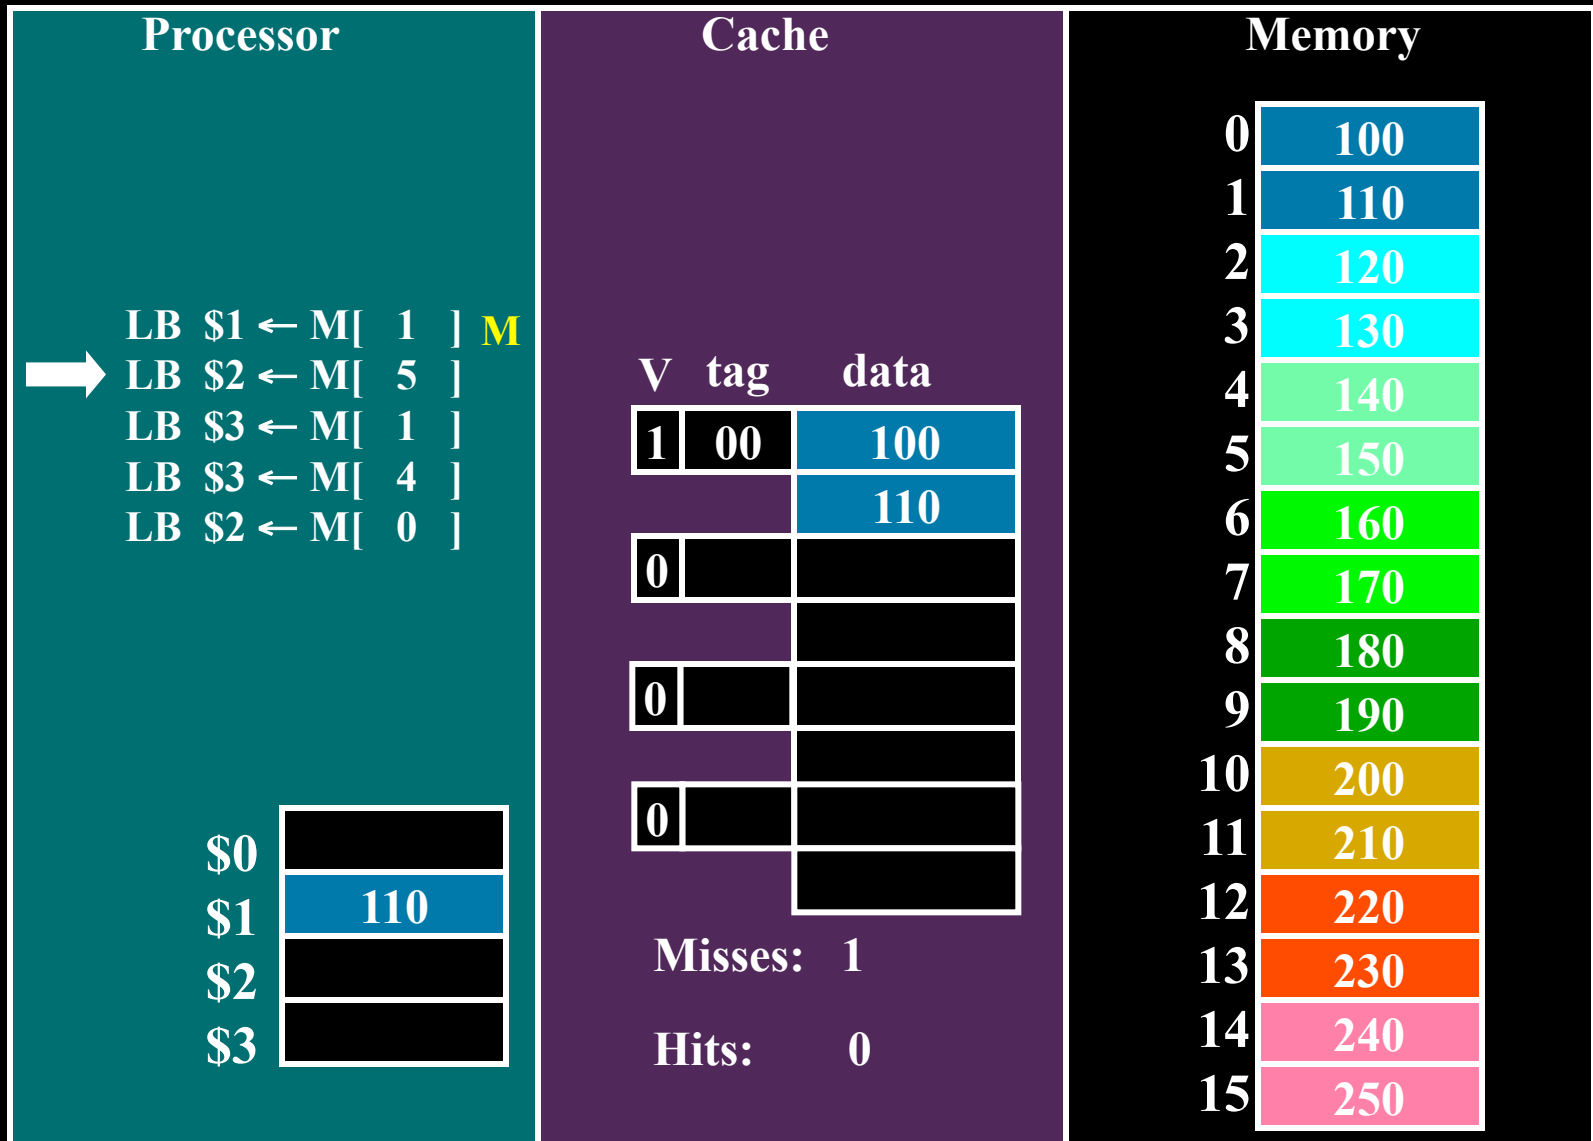 Processor
LB $1 ← M[ 1 ] M
LB $2 ← M[ 5 ]
LB $3 ← M[ 1 ]
LB $3 ← M[ 4 ]
LB $2 ← M[ 0 ]
$0
$1 110
$2
$3
Cache
V tag data
1 00 100
110
0
0
0
Misses: 1
Hits: 0
Memory
0 100
1 110
2 120
3 130
4 140
5 150
6 160
7 170
8 180
9 190
10 200
11 210
12 220
13 230
14 240
15 250